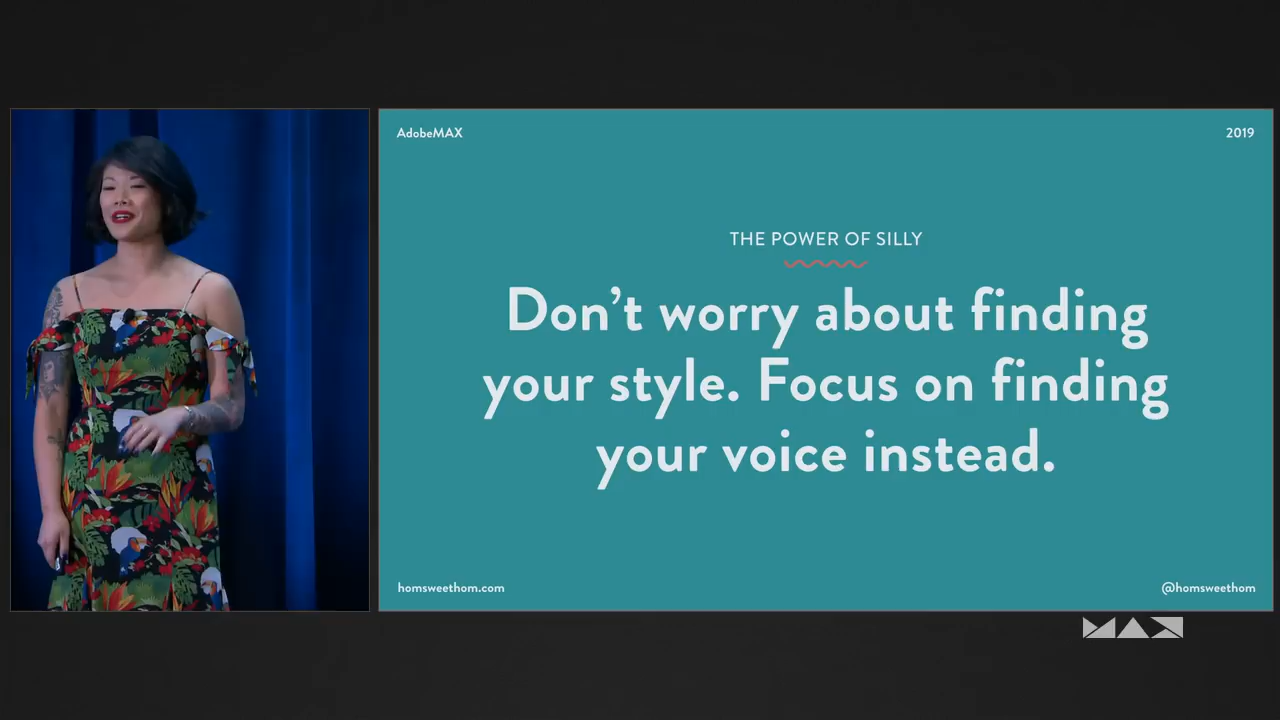 AdobeMAX
2019
THE POWER OF SILLY
Don’t worry about finding
your style. Focus on finding
your voice instead.
homsweethom.com
@homsweethom
MAX